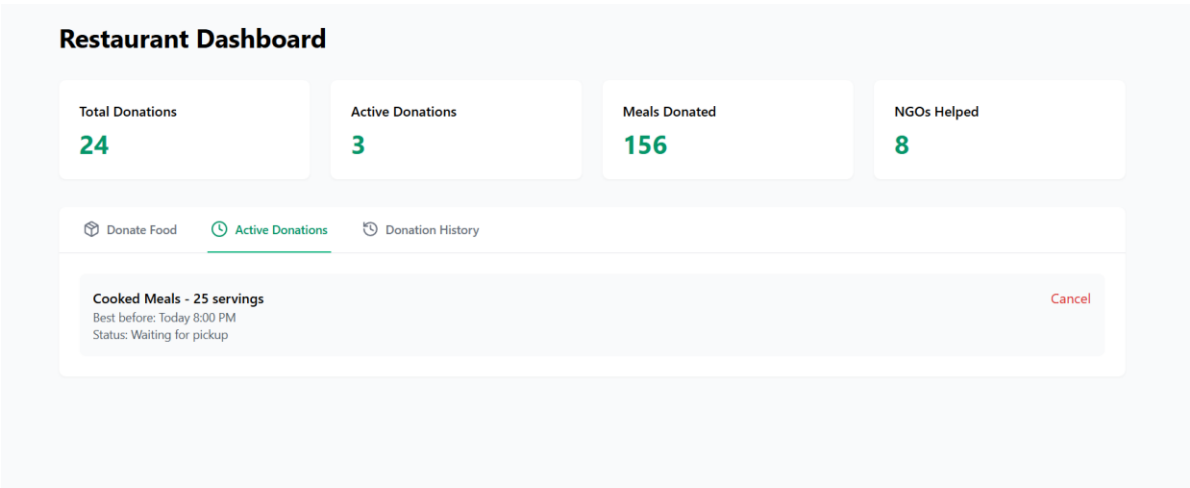 Restaurant Dashboard
Total Donations
24
Active Donations
3
Meals Donated
156
NGOs Helped
8
Donate Food
Active Donations
Donation History
Cooked Meals - 25 servings
Cancel
Best before: Today 8:00 PM
Status: Waiting for pickup